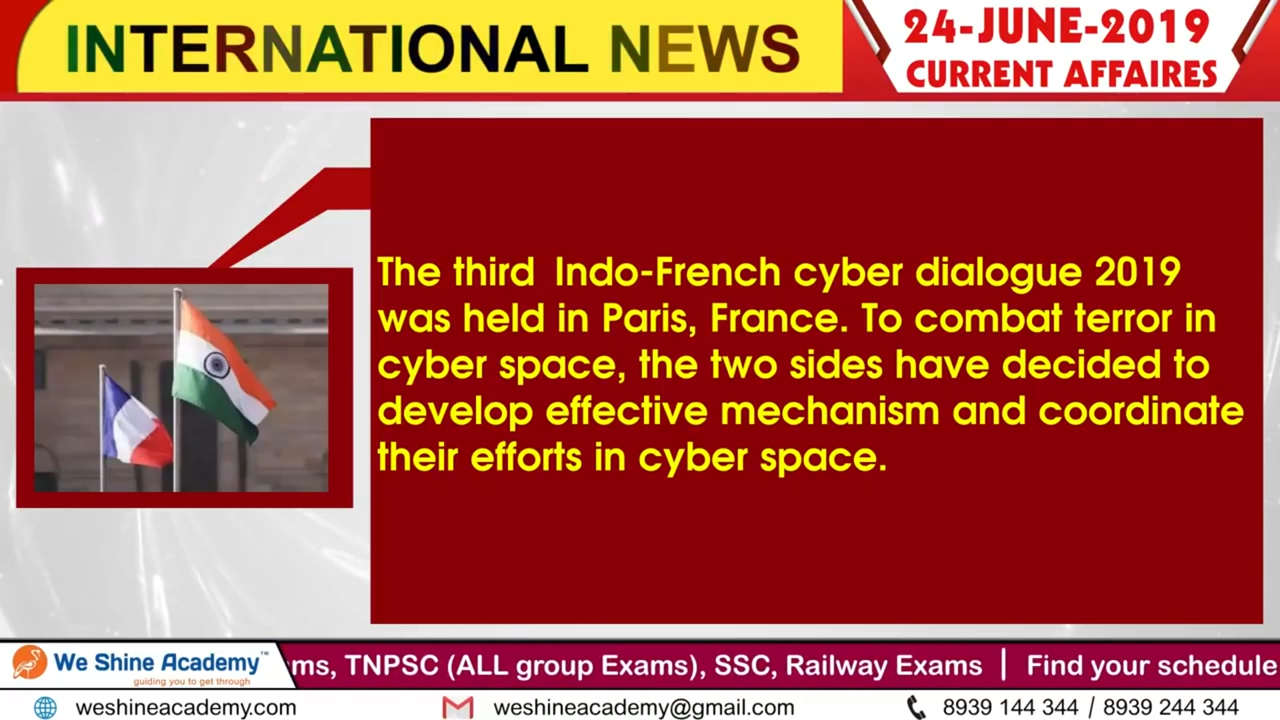 INTERNATIONAL NEWS
24-JUNE-2019
CURRENT AFFAIRES
The third Indo-French cyber dialogue 2019
was held in Paris, France. To combat terror in
cyber space, the two sides have decided to
develop effective mechanism and coordinate
their efforts in cyber space.
We Shine Academy™
guiding you to get through
ms, TNPSC (ALL group Exams), SSC, Railway Exams | Find your schedule
weshineacademy.com
weshineacademy@gmail.com
8939 144 344 / 8939 244 344